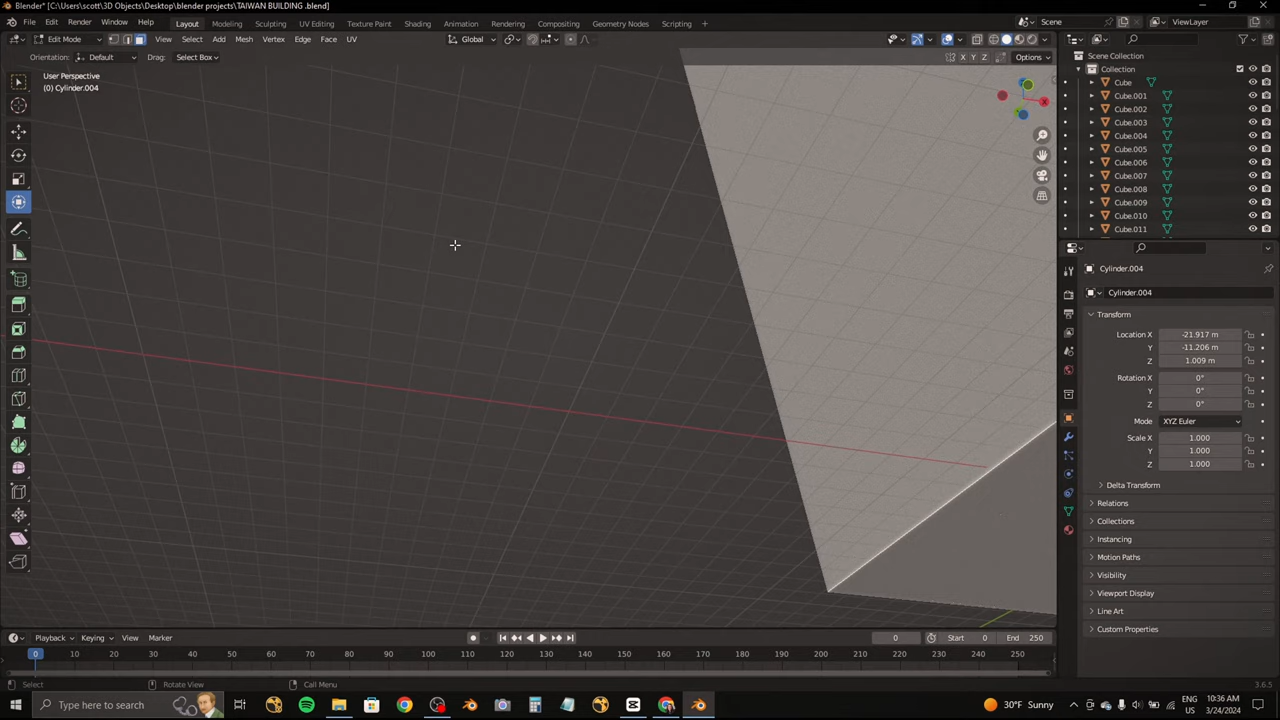 Blender* [C:\Users\scott\3D Objects\Desktop\blender projects\TAIWAN BUILDING .blend]
File Edit Render Window Help Layout Modeling Sculpting UV Editing Texture Paint Shading Animation Rendering Compositing Geometry Nodes Scripting + Scene ViewLayer
Edit Mode View Select Add Mesh Vertex Edge Face UV Global
Orientation: Default Drag: Select Box X Y Z Options
User Perspective
(0) Cylinder.004
X
Scene Collection
Collection
Cube
Cube.001
Cube.002
Cube.003
Cube.004
Cube.005
Cube.006
Cube.007
Cube.008
Cube.009
Cube.010
Cube.011
Cylinder.004
Cylinder.004
Transform
Location X -21.917 m
Y -11.206 m
Z 1.009 m
Rotation X 0°
Y 0°
Z 0°
Mode XYZ Euler
Scale X 1.000
Y 1.000
Z 1.000
Delta Transform
Relations
Collections
Instancing
Motion Paths
Visibility
Viewport Display
Line Art
Custom Properties
Playback Keying View Marker 0 Start 0 End 250
0 10 20 30 40 50 60 70 80 90 100 110 120 130 140 150 160 170 180 190 200 210 220 230 240 250
Select Rotate View Call Menu 3.6.5
Type here to search 30°F Sunny ENG US 10:36 AM 3/24/2024